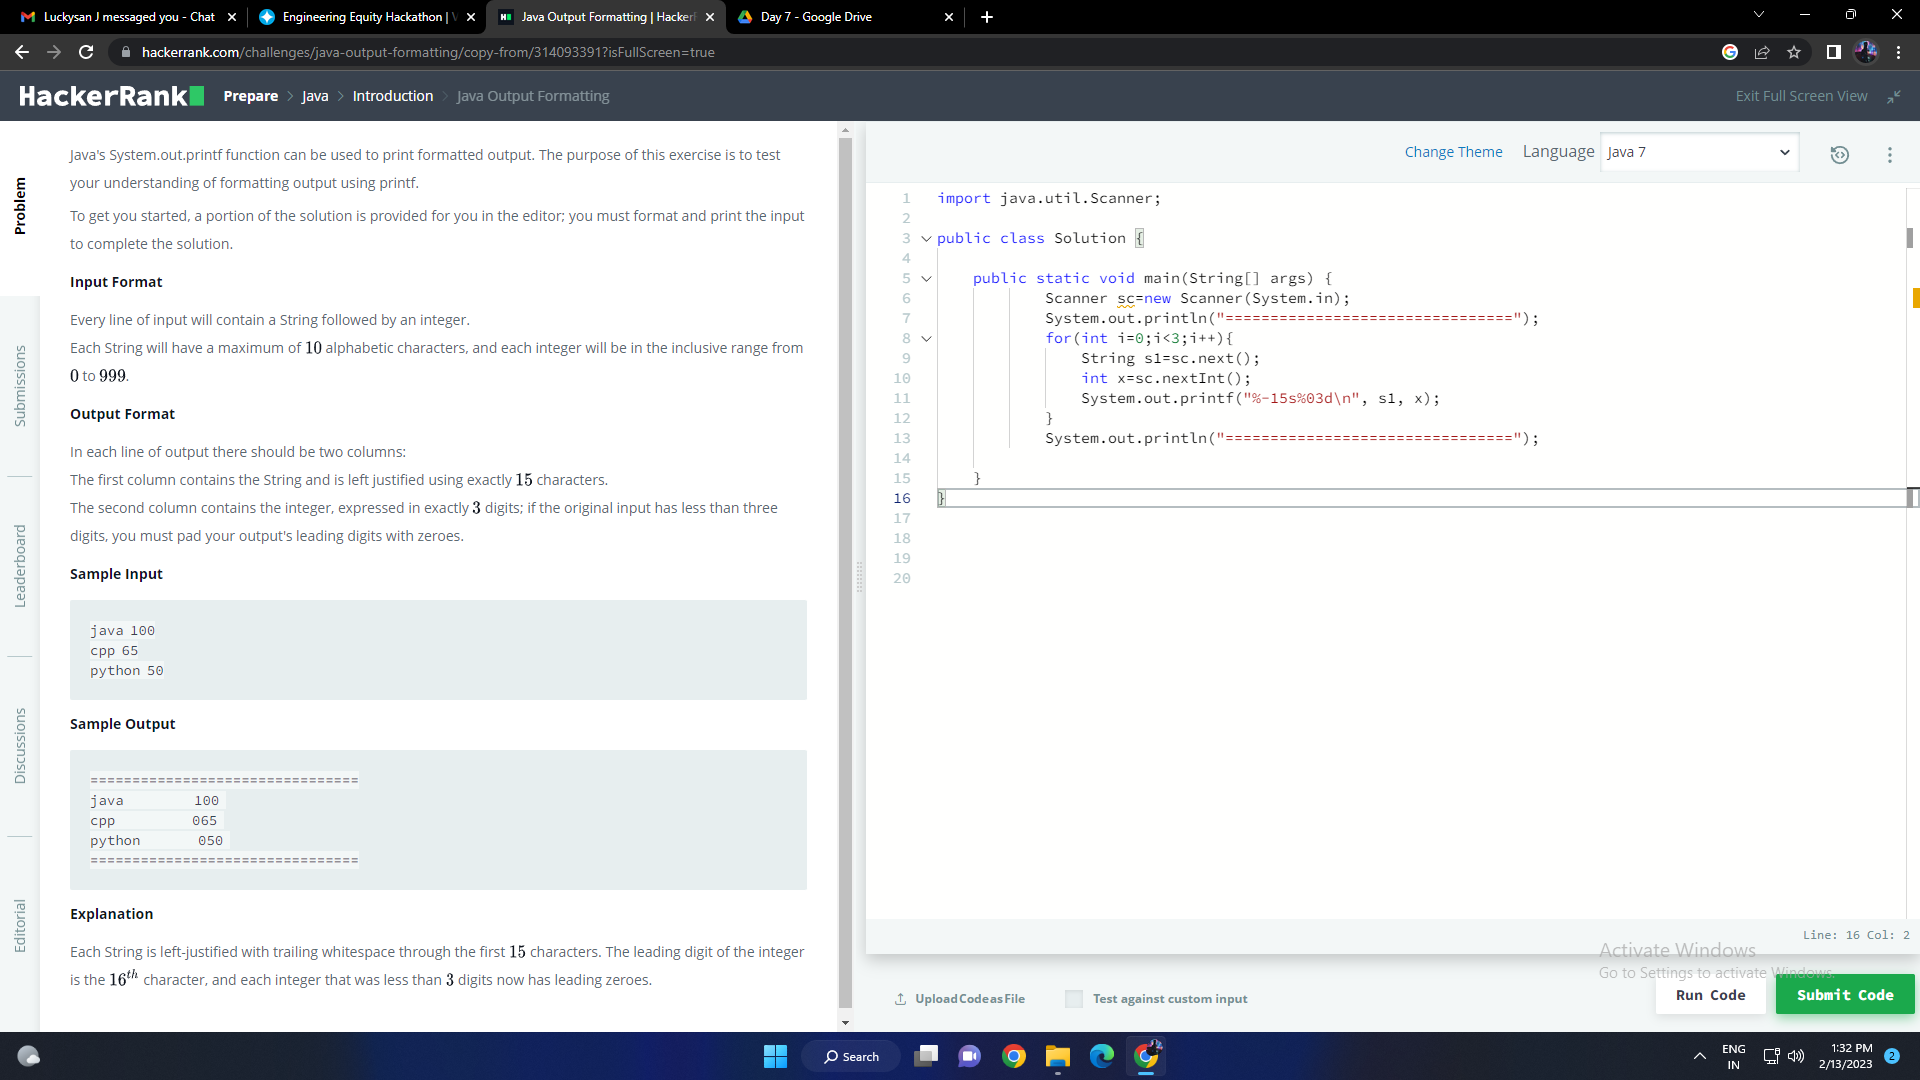 Luckysan J messaged you - Chat
Engineering Equity Hackathon | V
Java Output Formatting | HackerR
Day 7 - Google Drive
hackerrank.com/challenges/java-output-formatting/copy-from/314093391?isFullScreen=true
HackerRank
Prepare > Java > Introduction > Java Output Formatting
Exit Full Screen View
Problem
Submissions
Leaderboard
Discussions
Editorial
Java's System.out.printf function can be used to print formatted output. The purpose of this exercise is to test
your understanding of formatting output using printf.
To get you started, a portion of the solution is provided for you in the editor; you must format and print the input
to complete the solution.
Input Format
Every line of input will contain a String followed by an integer.
Each String will have a maximum of 10 alphabetic characters, and each integer will be in the inclusive range from
0 to 999.
Output Format
In each line of output there should be two columns:
The first column contains the String and is left justified using exactly 15 characters.
The second column contains the integer, expressed in exactly 3 digits; if the original input has less than three
digits, you must pad your output's leading digits with zeroes.
Sample Input
java 100
cpp 65
python 50
Sample Output
================================
java 100
cpp 065
python 050
================================
Explanation
Each String is left-justified with trailing whitespace through the first 15 characters. The leading digit of the integer
is the 16th character, and each integer that was less than 3 digits now has leading zeroes.
Change Theme Language Java 7
1 import java.util.Scanner;
2
3 public class Solution {
4
5 public static void main(String[] args) {
6 Scanner sc=new Scanner(System.in);
7 System.out.println("================================");
8 for(int i=0;i<3;i++){
9 String s1=sc.next();
10 int x=sc.nextInt();
11 System.out.printf("%-15s%03d\n", s1, x);
12 }
13 System.out.println("================================");
14
15 }
16 }
17
18
19
20
Line: 16 Col: 2
Activate Windows
Go to Settings to activate Windows.
Upload Code as File
Test against custom input
Run Code
Submit Code
Search
ENG
IN
1:32 PM
2/13/2023
2